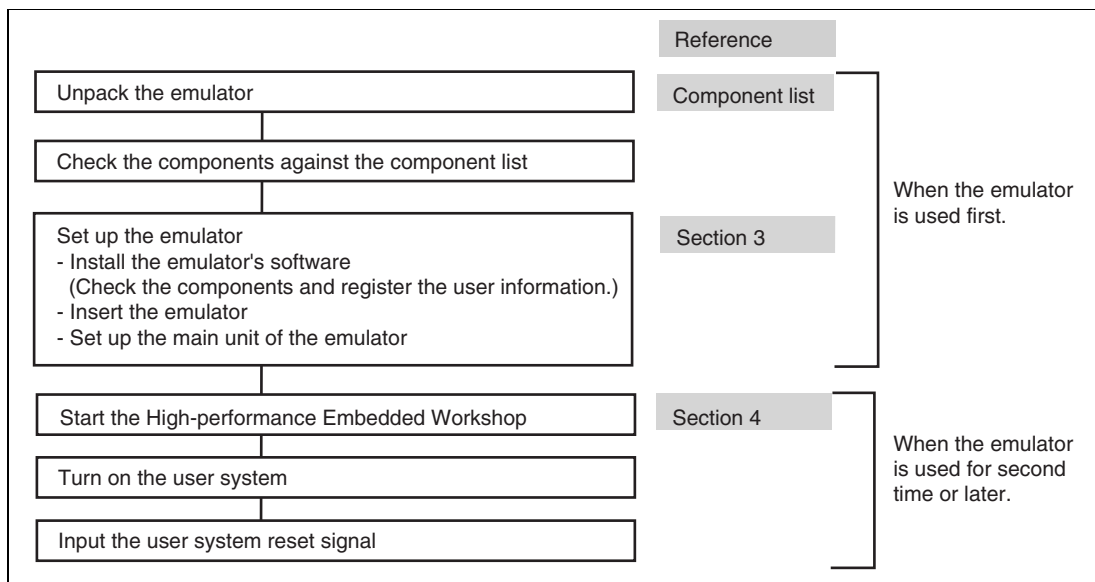 Reference
Unpack the emulator
Component list
Check the components against the component list
When the emulator
is used first.
Set up the emulator
- Install the emulator's software
(Check the components and register the user information.)
- Insert the emulator
- Set up the main unit of the emulator
Section 3
Start the High-performance Embedded Workshop
Section 4
When the emulator
is used for second
time or later.
Turn on the user system
Input the user system reset signal